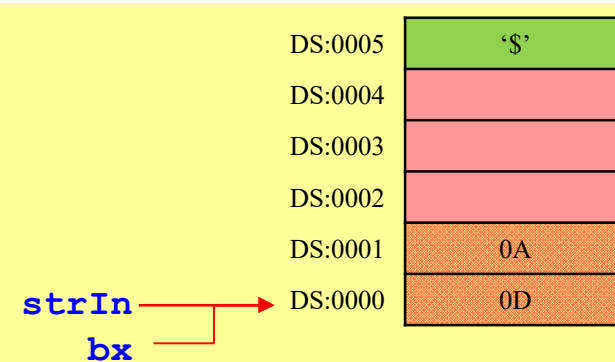 DS:0005 ‘$’
DS:0004
DS:0003
DS:0002
DS:0001 0A
strIn DS:0000 0D
bx